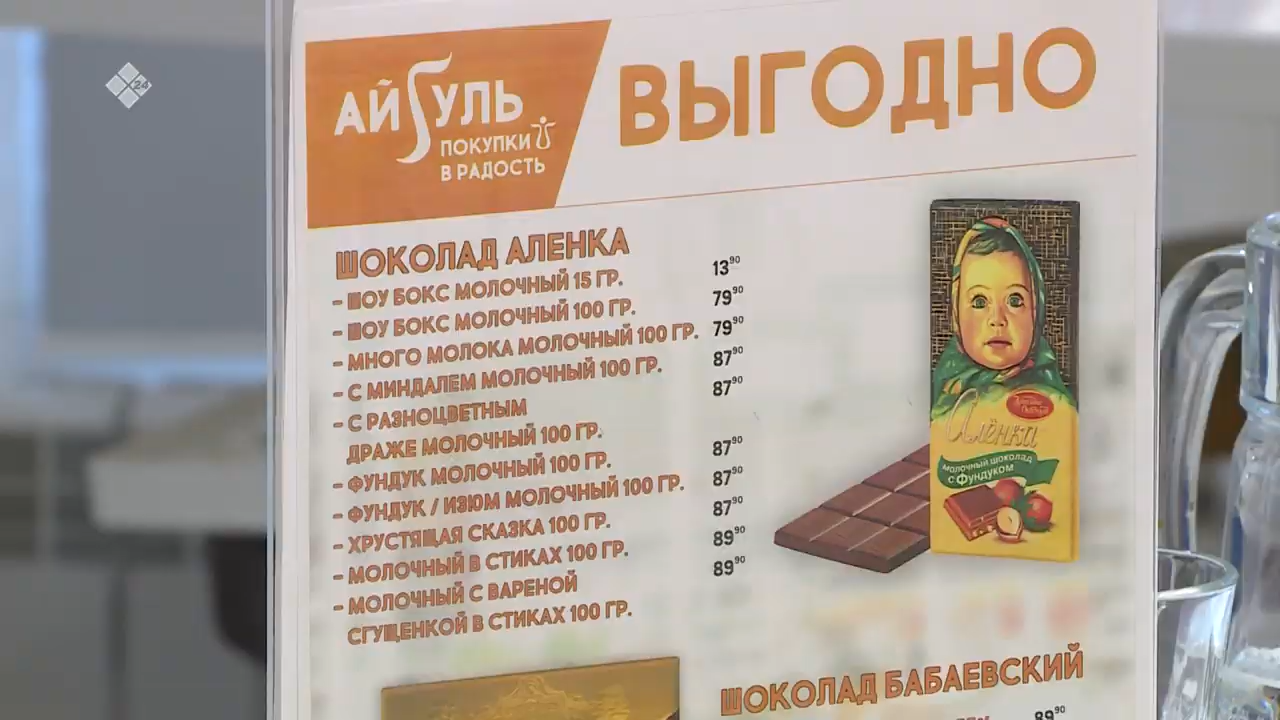 X24
АЙГУЛЬ
ПОКУПКИ
В РАДОСТЬ
ВЫГОДНО
ШОКОЛАД АЛЕНКА
- ШОУ БОКС МОЛОЧНЫЙ 15 ГР. 13⁹⁰
- ШОУ БОКС МОЛОЧНЫЙ 100 ГР. 79⁹⁰
- МНОГО МОЛОКА МОЛОЧНЫЙ 100 ГР. 79⁹⁰
- С МИНДАЛЕМ МОЛОЧНЫЙ 100 ГР. 87⁹⁰
- С РАЗНОЦВЕТНЫМ 87⁹⁰
ДРАЖЕ МОЛОЧНЫЙ 100 ГР.
- ФУНДУК МОЛОЧНЫЙ 100 ГР. 87⁹⁰
- ФУНДУК / ИЗЮМ МОЛОЧНЫЙ 100 ГР. 87⁹⁰
- ХРУСТЯЩАЯ СКАЗКА 100 ГР. 87⁹⁰
- МОЛОЧНЫЙ В СТИКАХ 100 ГР. 89⁹⁰
- МОЛОЧНЫЙ С ВАРЕНОЙ 89⁹⁰
СГУЩЕНКОЙ В СТИКАХ 100 ГР.
Алёнка
МОЛОЧНЫЙ ШОКОЛАД
с Фундуком
ШОКОЛАД БАБАЕВСКИЙ
89⁹⁰